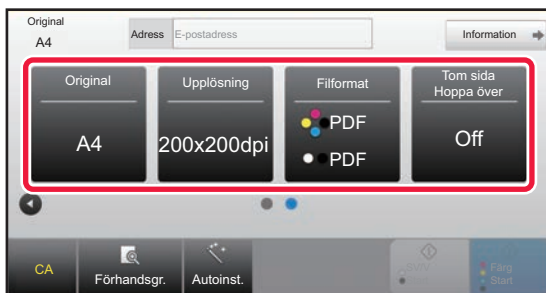 Original
A4
Adress
E-postadress
Information
Original
A4
Upplösning
200x200dpi
Filformat
PDF
PDF
Tom sida
Hoppa över
Off
CA
Förhandsgr.
Autoinst.
Färg
Start